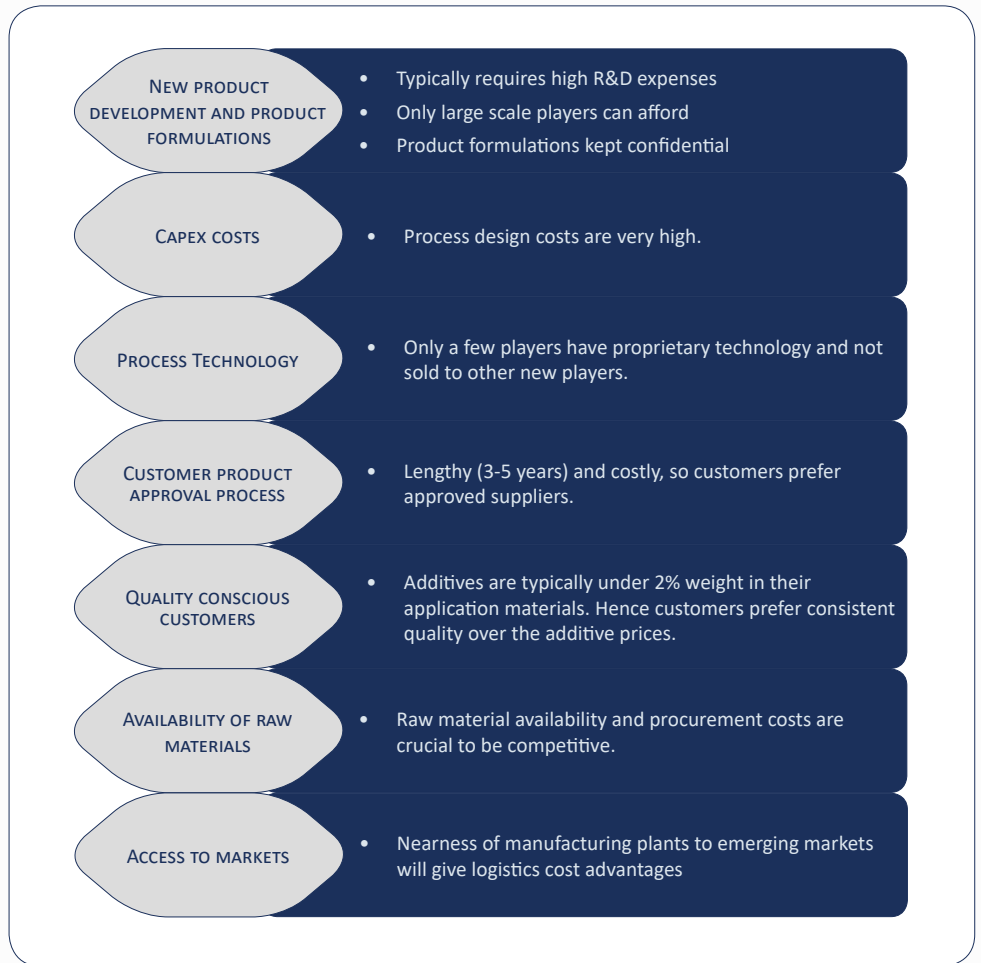 NEW PRODUCT
DEVELOPMENT AND PRODUCT
FORMULATIONS
• Typically requires high R&D expenses
• Only large scale players can afford
• Product formulations kept confidential
CAPEX COSTS
• Process design costs are very high.
PROCESS TECHNOLOGY
• Only a few players have proprietary technology and not
sold to other new players.
CUSTOMER PRODUCT
APPROVAL PROCESS
• Lengthy (3-5 years) and costly, so customers prefer
approved suppliers.
QUALITY CONSCIOUS
CUSTOMERS
• Additives are typically under 2% weight in their
application materials. Hence customers prefer consistent
quality over the additive prices.
AVAILABILITY OF RAW
MATERIALS
• Raw material availability and procurement costs are
crucial to be competitive.
ACCESS TO MARKETS
• Nearness of manufacturing plants to emerging markets
will give logistics cost advantages